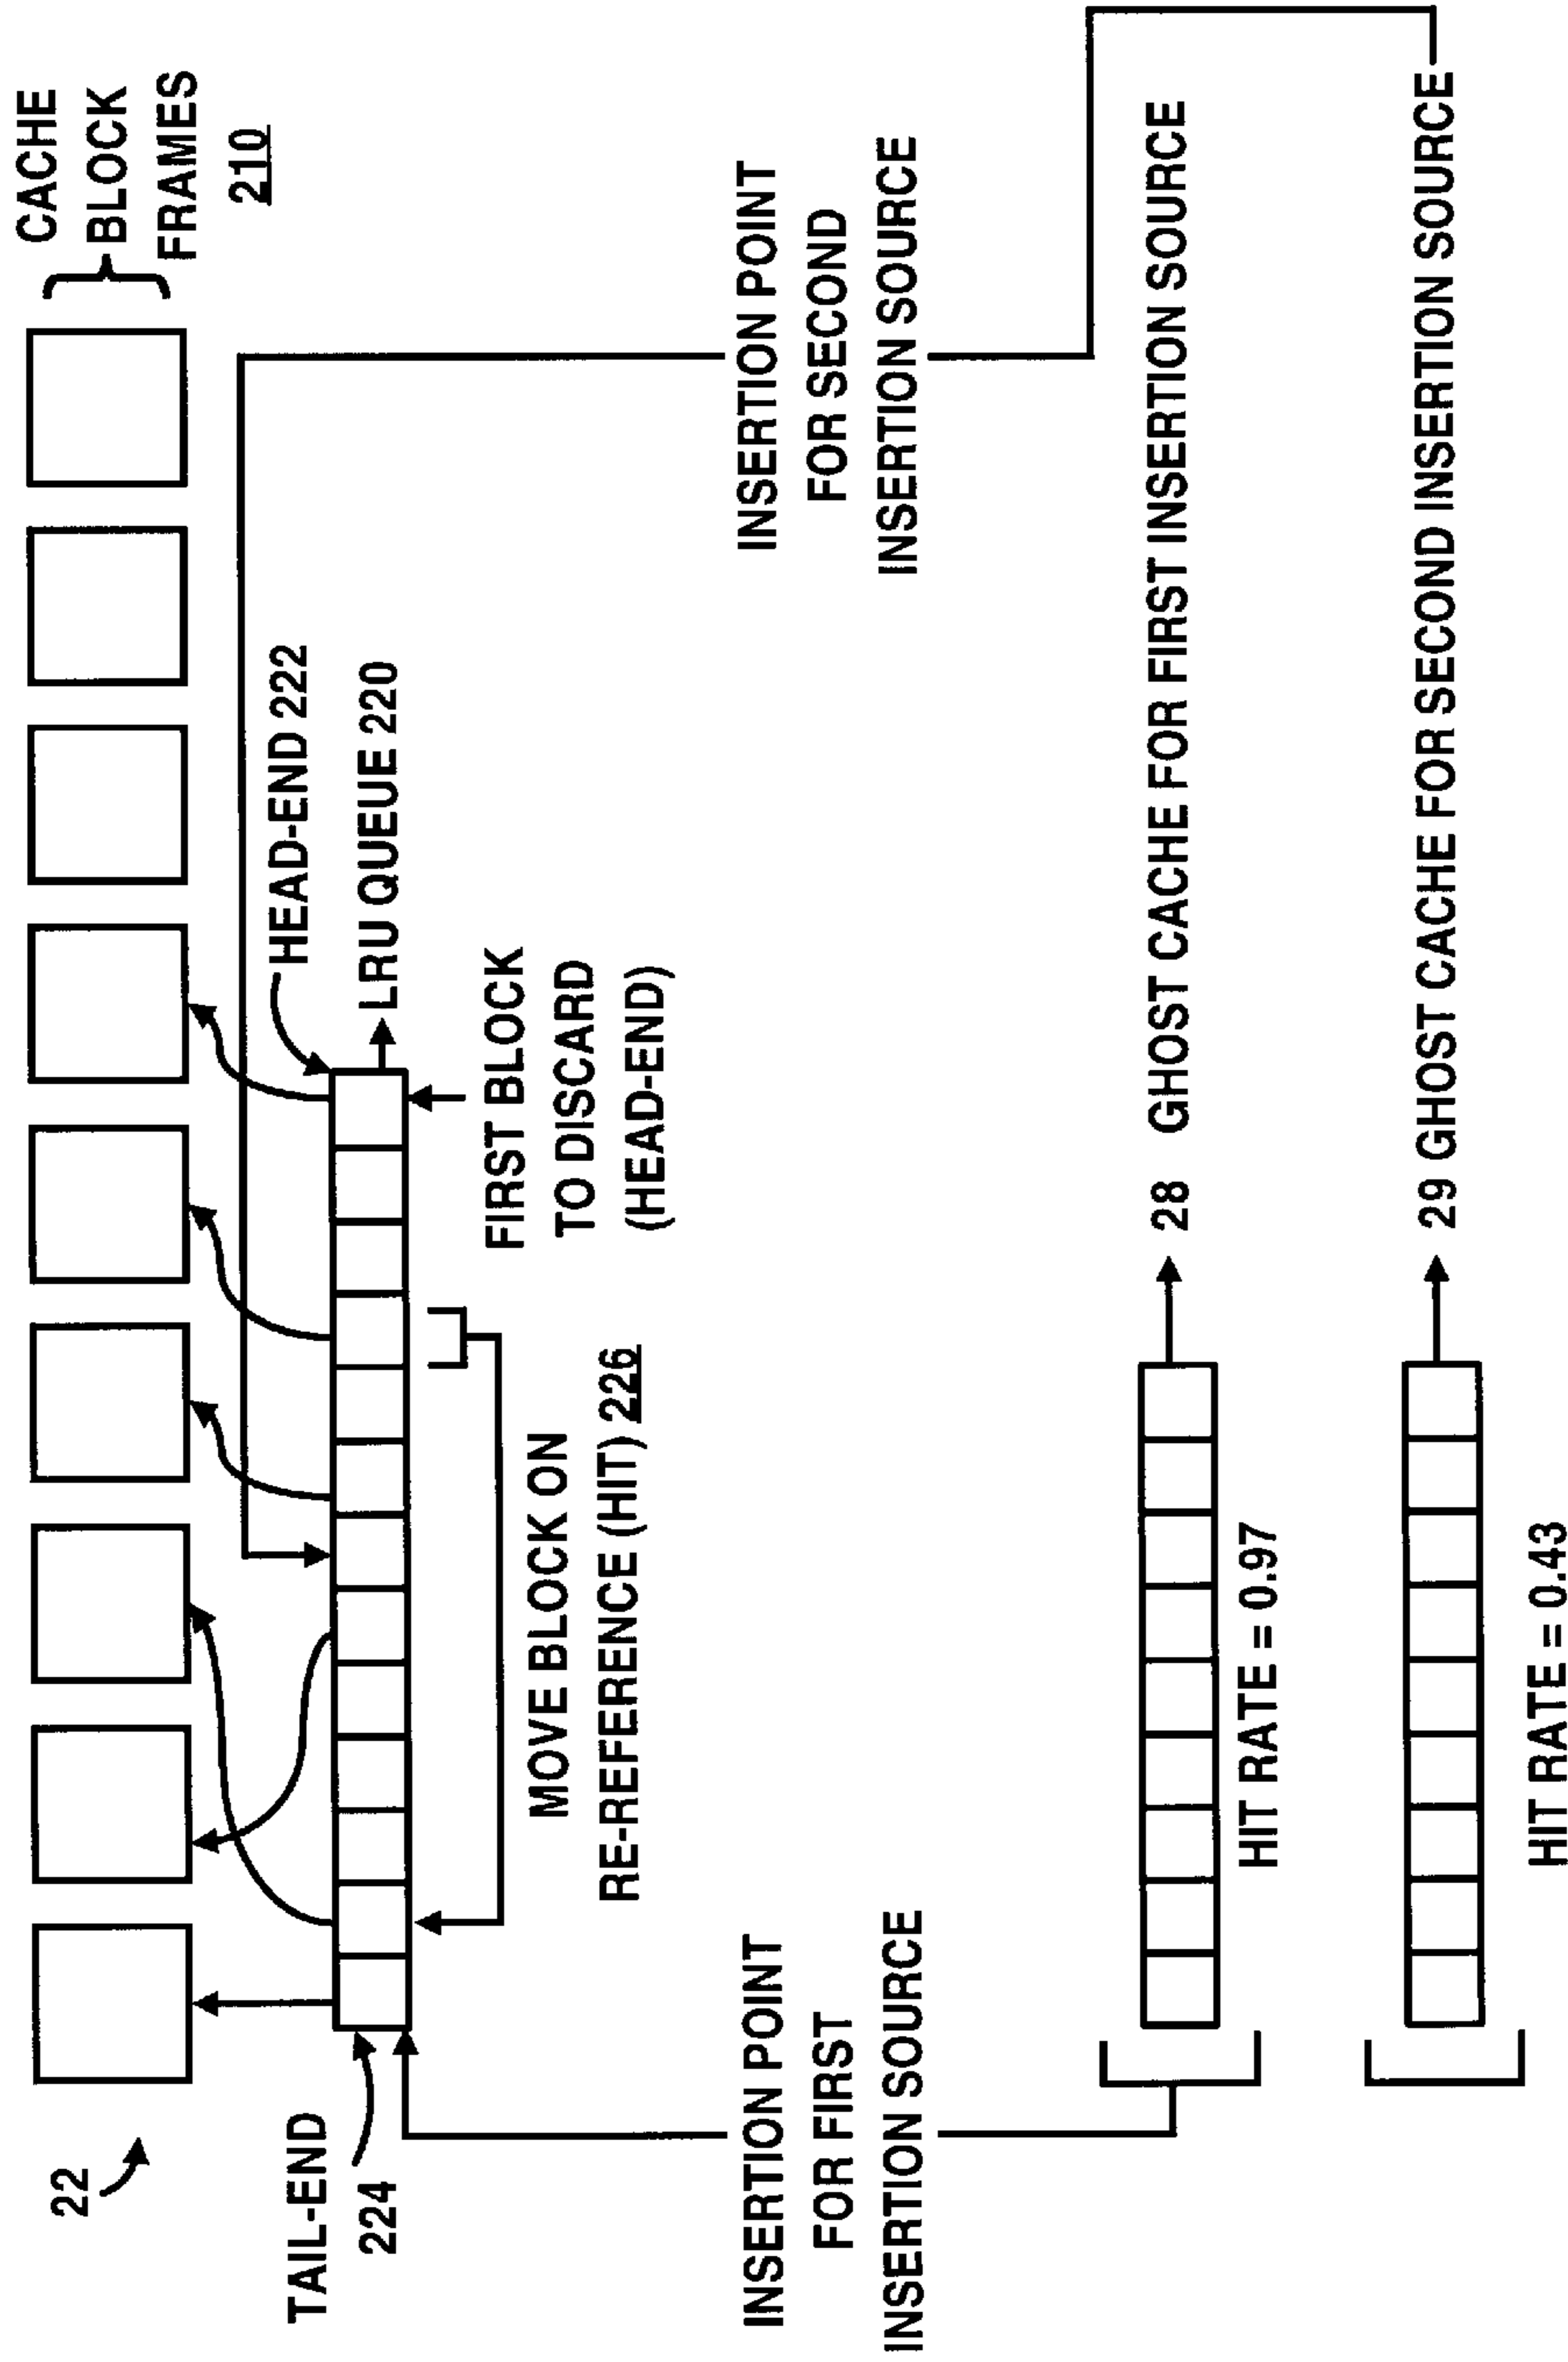 22
CACHE
BLOCK
FRAMES
210
TAIL-END
224
HEAD-END 222
LRU QUEUE 220
FIRST BLOCK
TO DISCARD
(HEAD-END)
MOVE BLOCK ON
RE-REFERENCE (HIT) 226
INSERTION POINT
FOR FIRST
INSERTION SOURCE
INSERTION POINT
FOR SECOND
INSERTION SOURCE
28 GHOST CACHE FOR FIRST INSERTION SOURCE
HIT RATE = 0.97
29 GHOST CACHE FOR SECOND INSERTION SOURCE
HIT RATE = 0.43